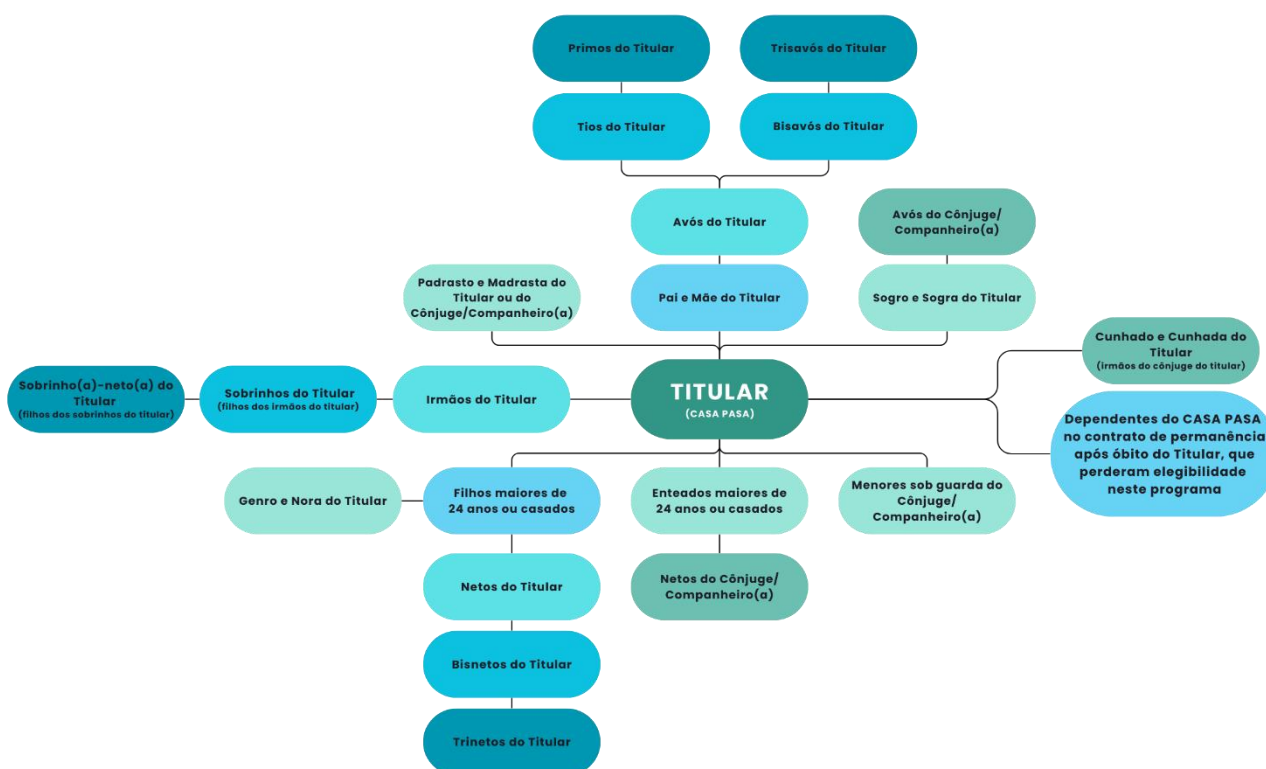 Primos do Titular
Trisavós do Titular
Tios do Titular
Bisavós do Titular
Avós do Titular
Avós do Cônjuge/
Companheiro(a)
Padrasto e Madrasta do
Titular ou do
Cônjuge/Companheiro(a)
Pai e Mãe do Titular
Sogro e Sogra do Titular
Cunhado e Cunhada do
Titular
(irmãos do cônjuge do titular)
Sobrinho(a)-neto(a) do
Titular
(filhos dos sobrinhos do titular)
Sobrinhos do Titular
(filhos dos irmãos do titular)
Irmãos do Titular
TITULAR
(CASA PASA)
Dependentes do CASA PASA
no contrato de permanência
após óbito do Titular, que
perderam elegibilidade
neste programa
Genro e Nora do Titular
Filhos maiores de
24 anos ou casados
Enteados maiores de
24 anos ou casados
Menores sob guarda do
Cônjuge/
Companheiro(a)
Netos do Titular
Netos do Cônjuge/
Companheiro(a)
Bisnetos do Titular
Trinetos do Titular